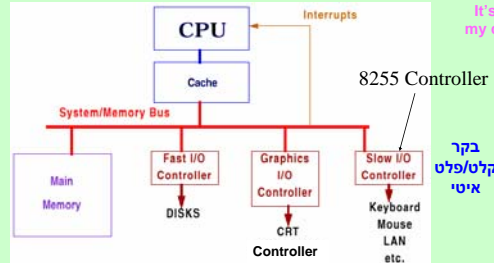 CPU
Interrupts
It's
my
Cache
8255 Controller
System/Memory Bus
Main
Memory
Fast I/O
Controller
DISKS
Graphics
I/O
Controller
CRT
Controller
Slow I/O
Controller
Keyboard
Mouse
LAN
etc.
בקר
קלט/פלט
איטי